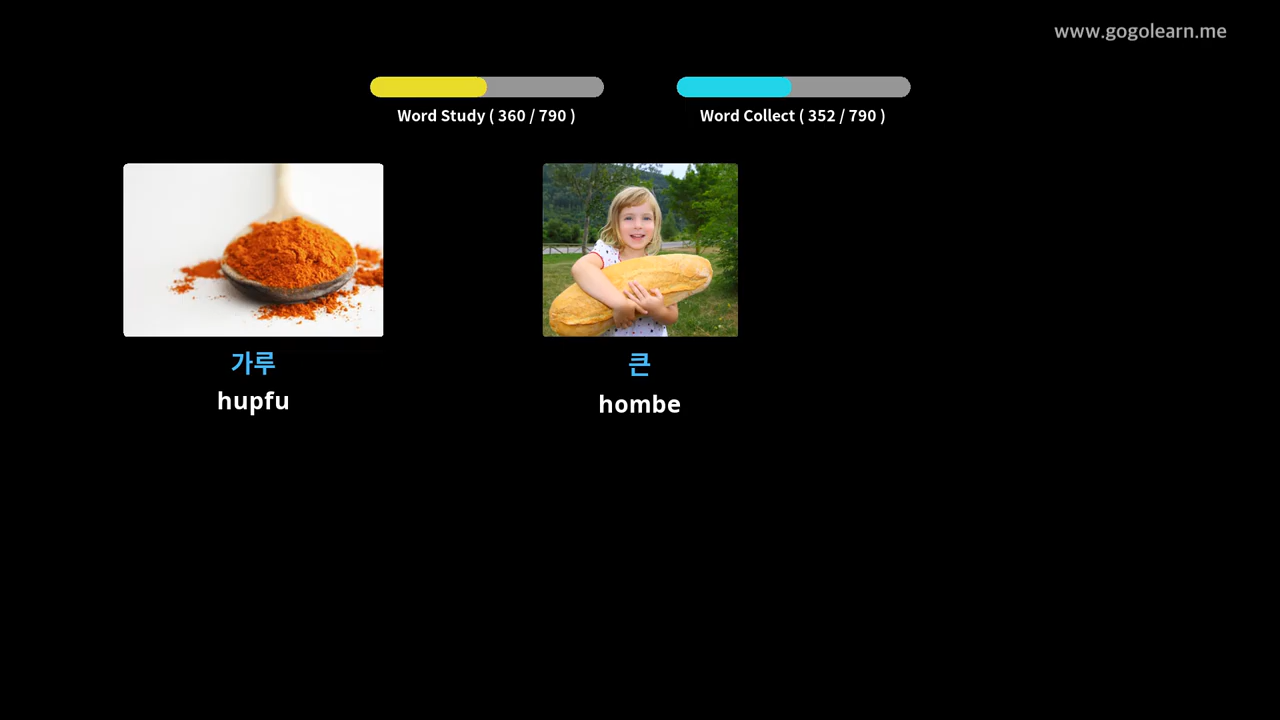 www.gogolearn.me
Word Study ( 360 / 790 )
Word Collect ( 352 / 790 )
가루
hupfu
큰
hombe